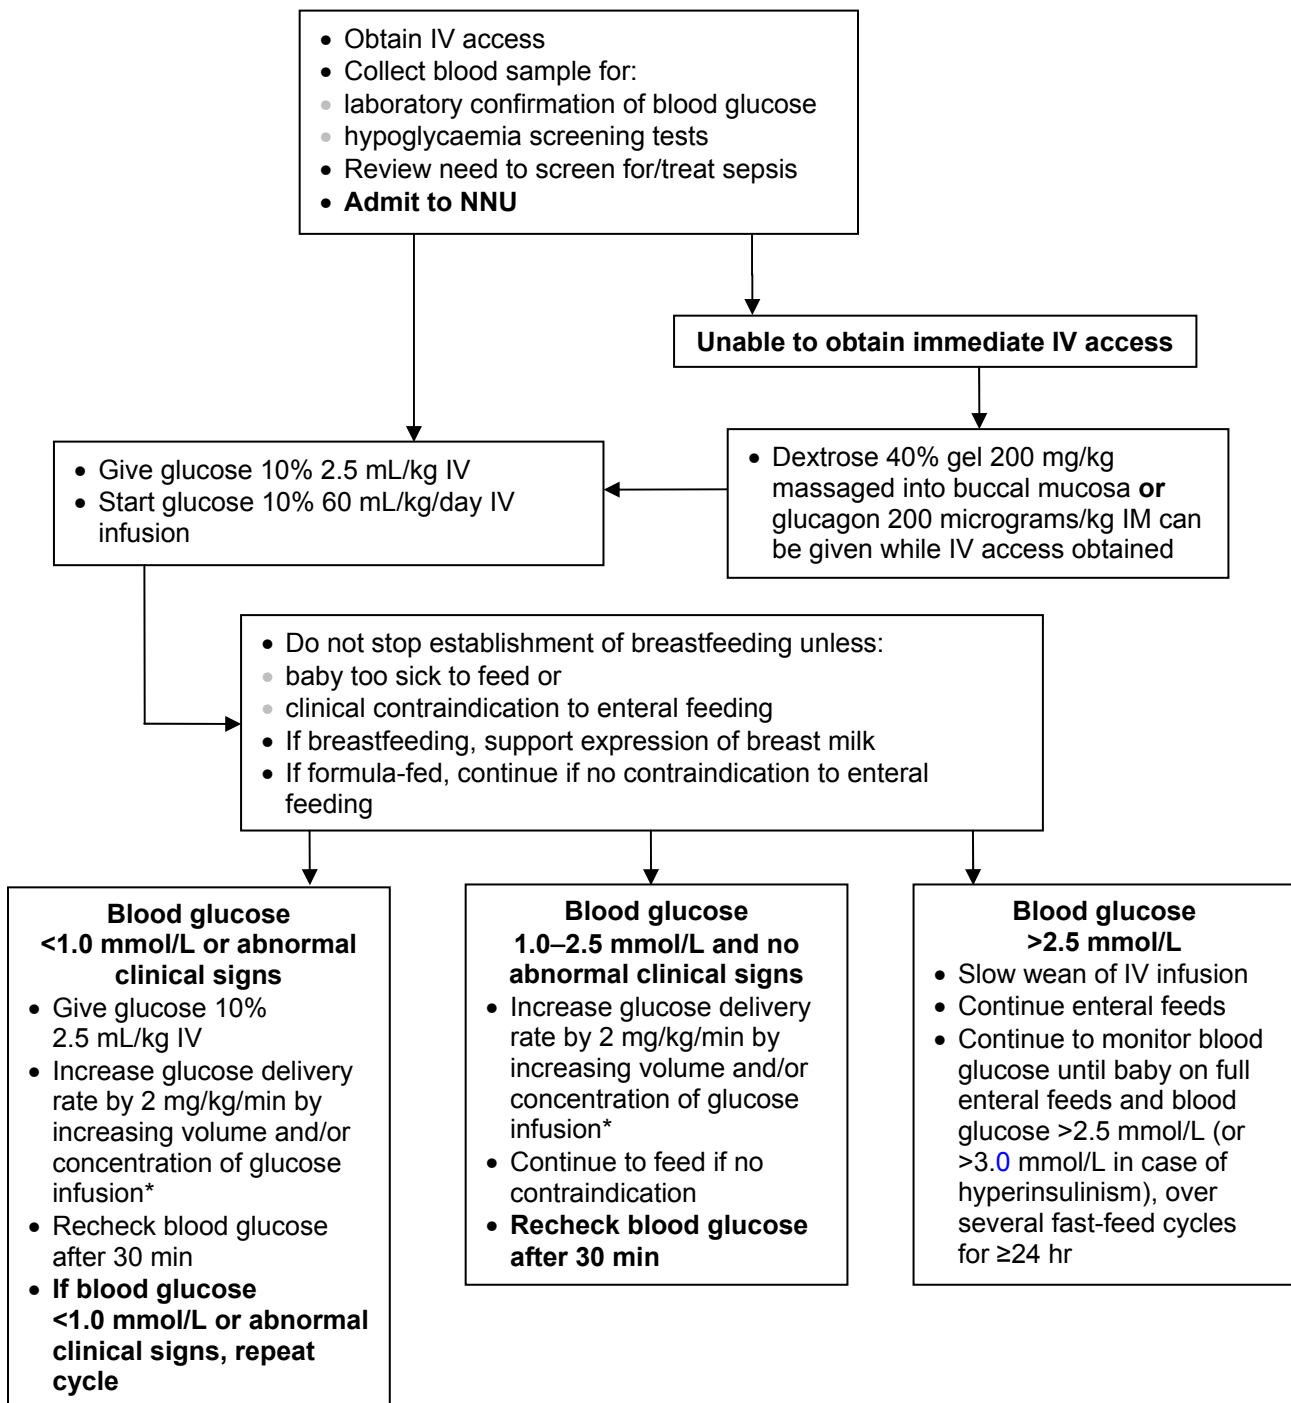 • Obtain IV access
• Collect blood sample for:
• laboratory confirmation of blood glucose
• hypoglycaemia screening tests
• Review need to screen for/treat sepsis
• Admit to NNU
Unable to obtain immediate IV access
• Give glucose 10% 2.5 mL/kg IV
• Start glucose 10% 60 mL/kg/day IV
infusion
• Dextrose 40% gel 200 mg/kg
massaged into buccal mucosa or
glucagon 200 micrograms/kg IM can
be given while IV access obtained
• Do not stop establishment of breastfeeding unless:
• baby too sick to feed or
• clinical contraindication to enteral feeding
• If breastfeeding, support expression of breast milk
• If formula-fed, continue if no contraindication to enteral
feeding
Blood glucose
<1.0 mmol/L or abnormal
clinical signs
• Give glucose 10%
2.5 mL/kg IV
• Increase glucose delivery
rate by 2 mg/kg/min by
increasing volume and/or
concentration of glucose
infusion*
• Recheck blood glucose
after 30 min
• If blood glucose
<1.0 mmol/L or abnormal
clinical signs, repeat
cycle
Blood glucose
1.0–2.5 mmol/L and no
abnormal clinical signs
• Increase glucose delivery
rate by 2 mg/kg/min by
increasing volume and/or
concentration of glucose
infusion*
• Continue to feed if no
contraindication
• Recheck blood glucose
after 30 min
Blood glucose
>2.5 mmol/L
• Slow wean of IV infusion
• Continue enteral feeds
• Continue to monitor blood
glucose until baby on full
enteral feeds and blood
glucose >2.5 mmol/L (or
>3.0 mmol/L in case of
hyperinsulinism), over
several fast-feed cycles
for ≥24 hr